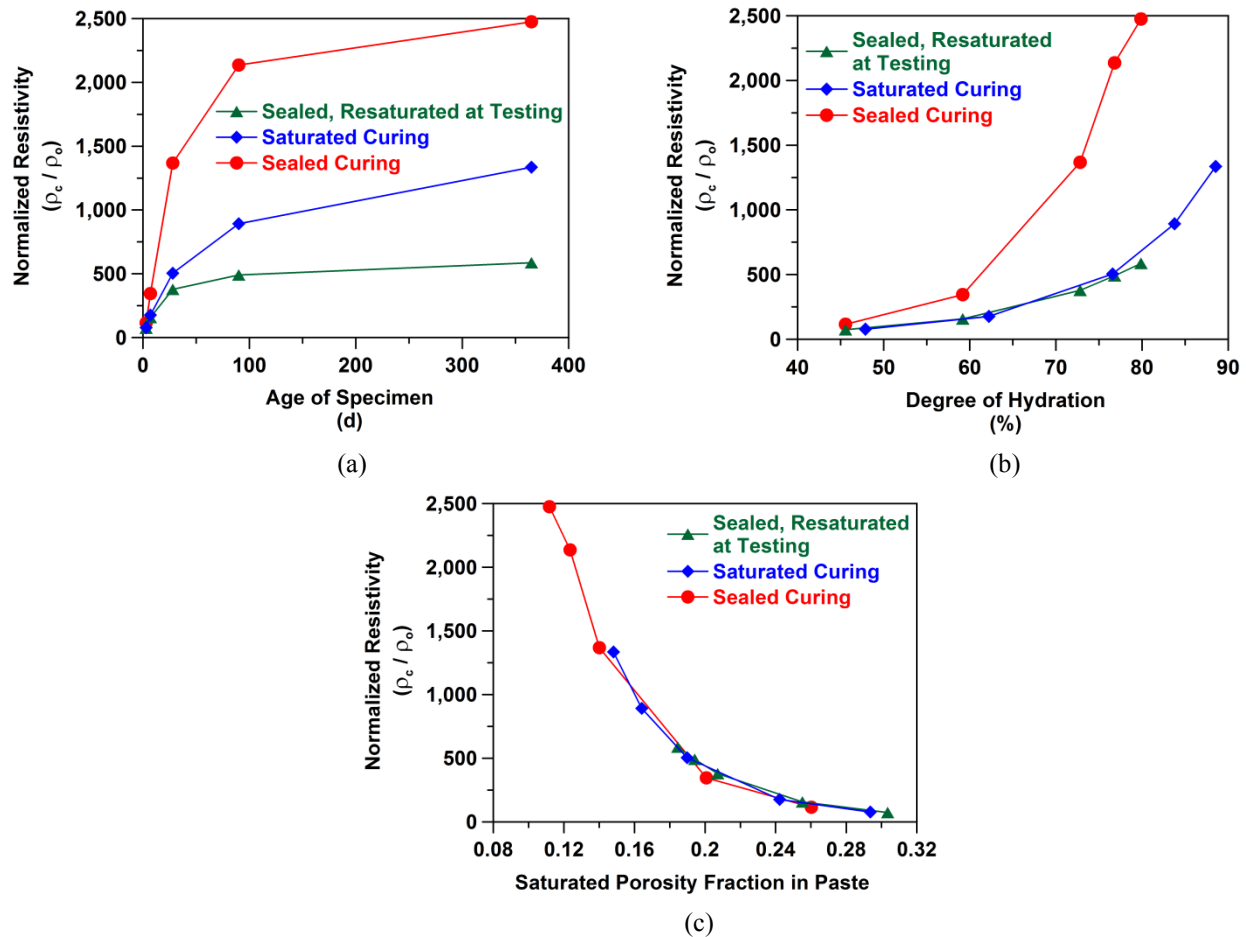 2,500
2,000
1,500
1,000
500
0
Normalized Resistivity
(ρc / ρo)
Sealed, Resaturated at Testing
Saturated Curing
Sealed Curing
0 100 200 300 400
Age of Specimen
(d)
(a)
2,500
2,000
1,500
1,000
500
0
Normalized Resistivity
(ρc / ρo)
Sealed, Resaturated
at Testing
Saturated Curing
Sealed Curing
40 50 60 70 80 90
Degree of Hydration
(%)
(b)
2,500
2,000
1,500
1,000
500
0
Normalized Resistivity
(ρc / ρo)
Sealed, Resaturated
at Testing
Saturated Curing
Sealed Curing
0.08 0.12 0.16 0.2 0.24 0.28 0.32
Saturated Porosity Fraction in Paste
(c)